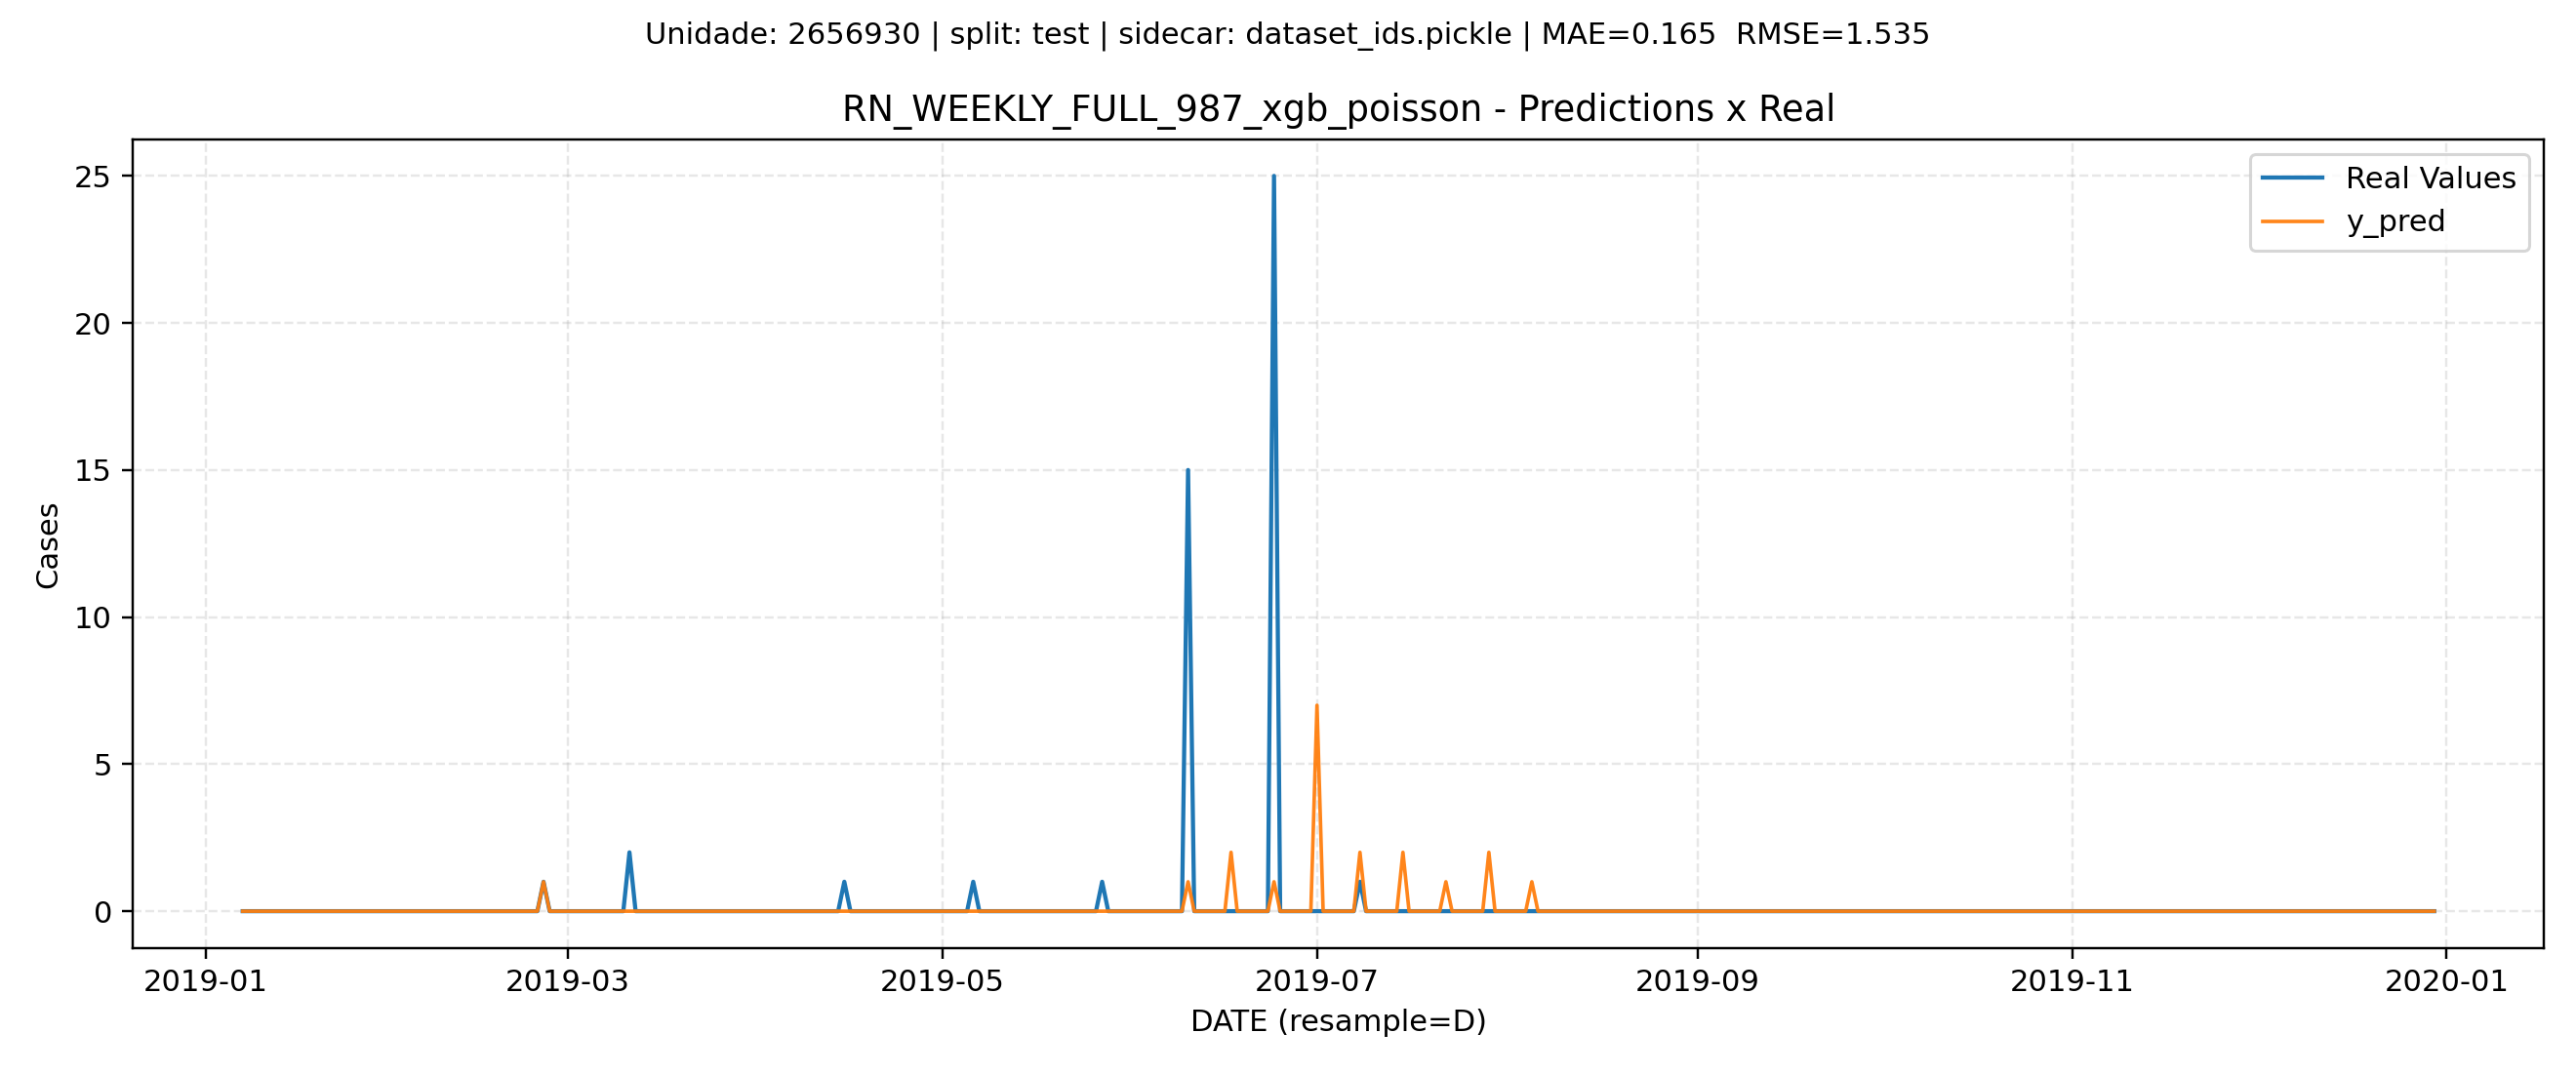 Unidade: 2656930 | split: test | sidecar: dataset_ids.pickle | MAE=0.165  RMSE=1.535
RN_WEEKLY_FULL_987_xgb_poisson - Predictions x Real
25
20
15
10
5
0
Cases
Real Values
y_pred
2019-01
2019-03
2019-05
2019-07
2019-09
2019-11
2020-01
DATE (resample=D)